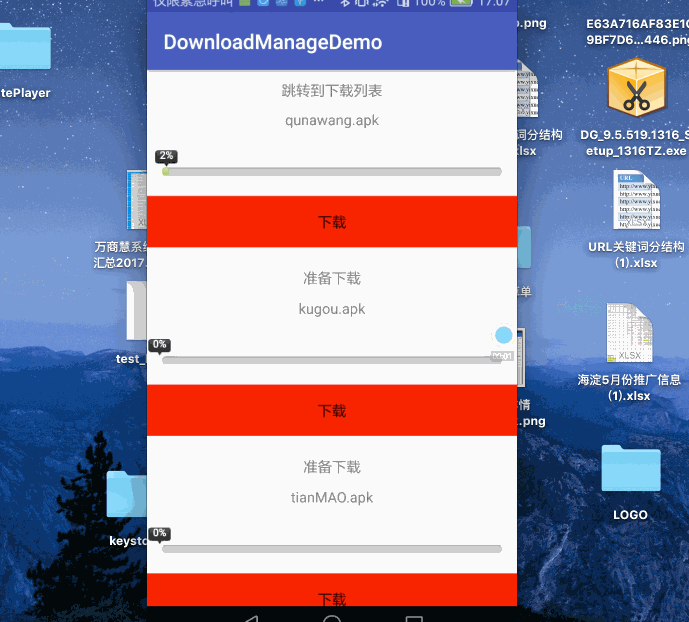 仅限紧急呼叫
100%
17:07
DownloadManageDemo
跳转到下载列表
qunawang.apk
2%
下载
准备下载
kugou.apk
0%
00:01
下载
准备下载
tianMAO.apk
0%
下载
tePlayer
万商慧系
汇总2017.
test_
keysto
.png
词分结构
xlsx
单
情
.png
E63A716AF83E1C
9BF7D6...446.png
DG_9.5.519.1316_S
etup_1316TZ.exe
URL
URL关键词分结构
(1).xlsx
XLSX
海淀5月份推广信息
(1).xlsx
LOGO